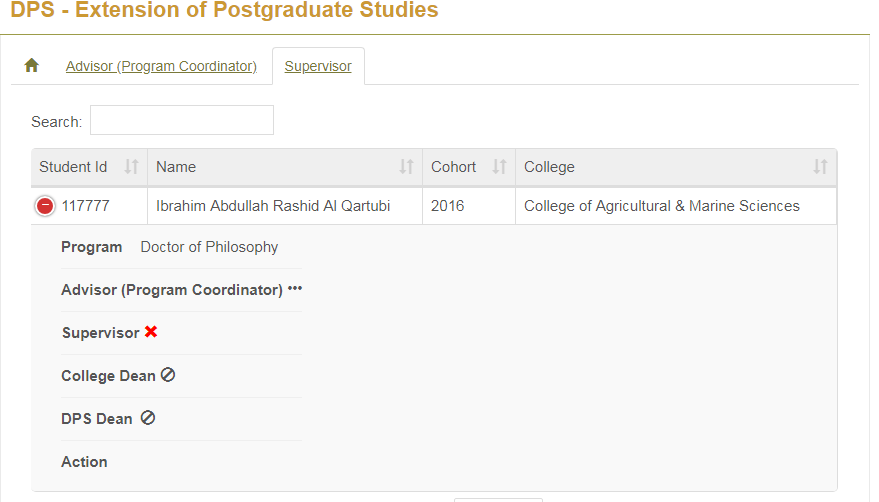 DPS - Extension of Postgraduate Studies
Advisor (Program Coordinator) Supervisor
Search:
Student Id Name Cohort College
117777 Ibrahim Abdullah Rashid Al Qartubi 2016 College of Agricultural & Marine Sciences
Program Doctor of Philosophy
Advisor (Program Coordinator) •••
Supervisor
College Dean
DPS Dean
Action